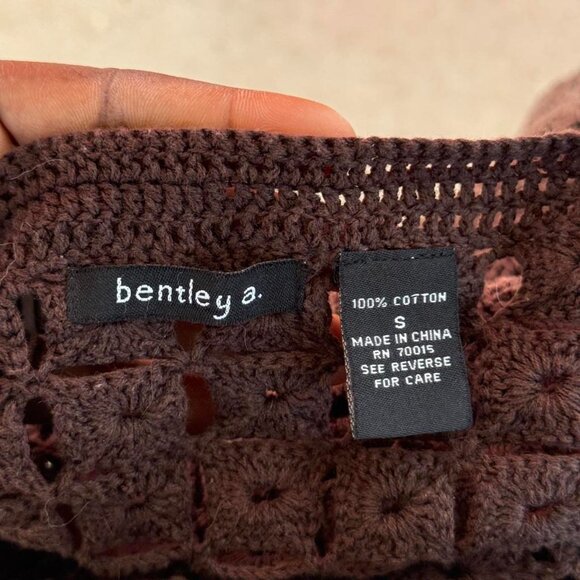 bentley a.
100% COTTON
S
MADE IN CHINA
RN 70015
SEE REVERSE
FOR CARE